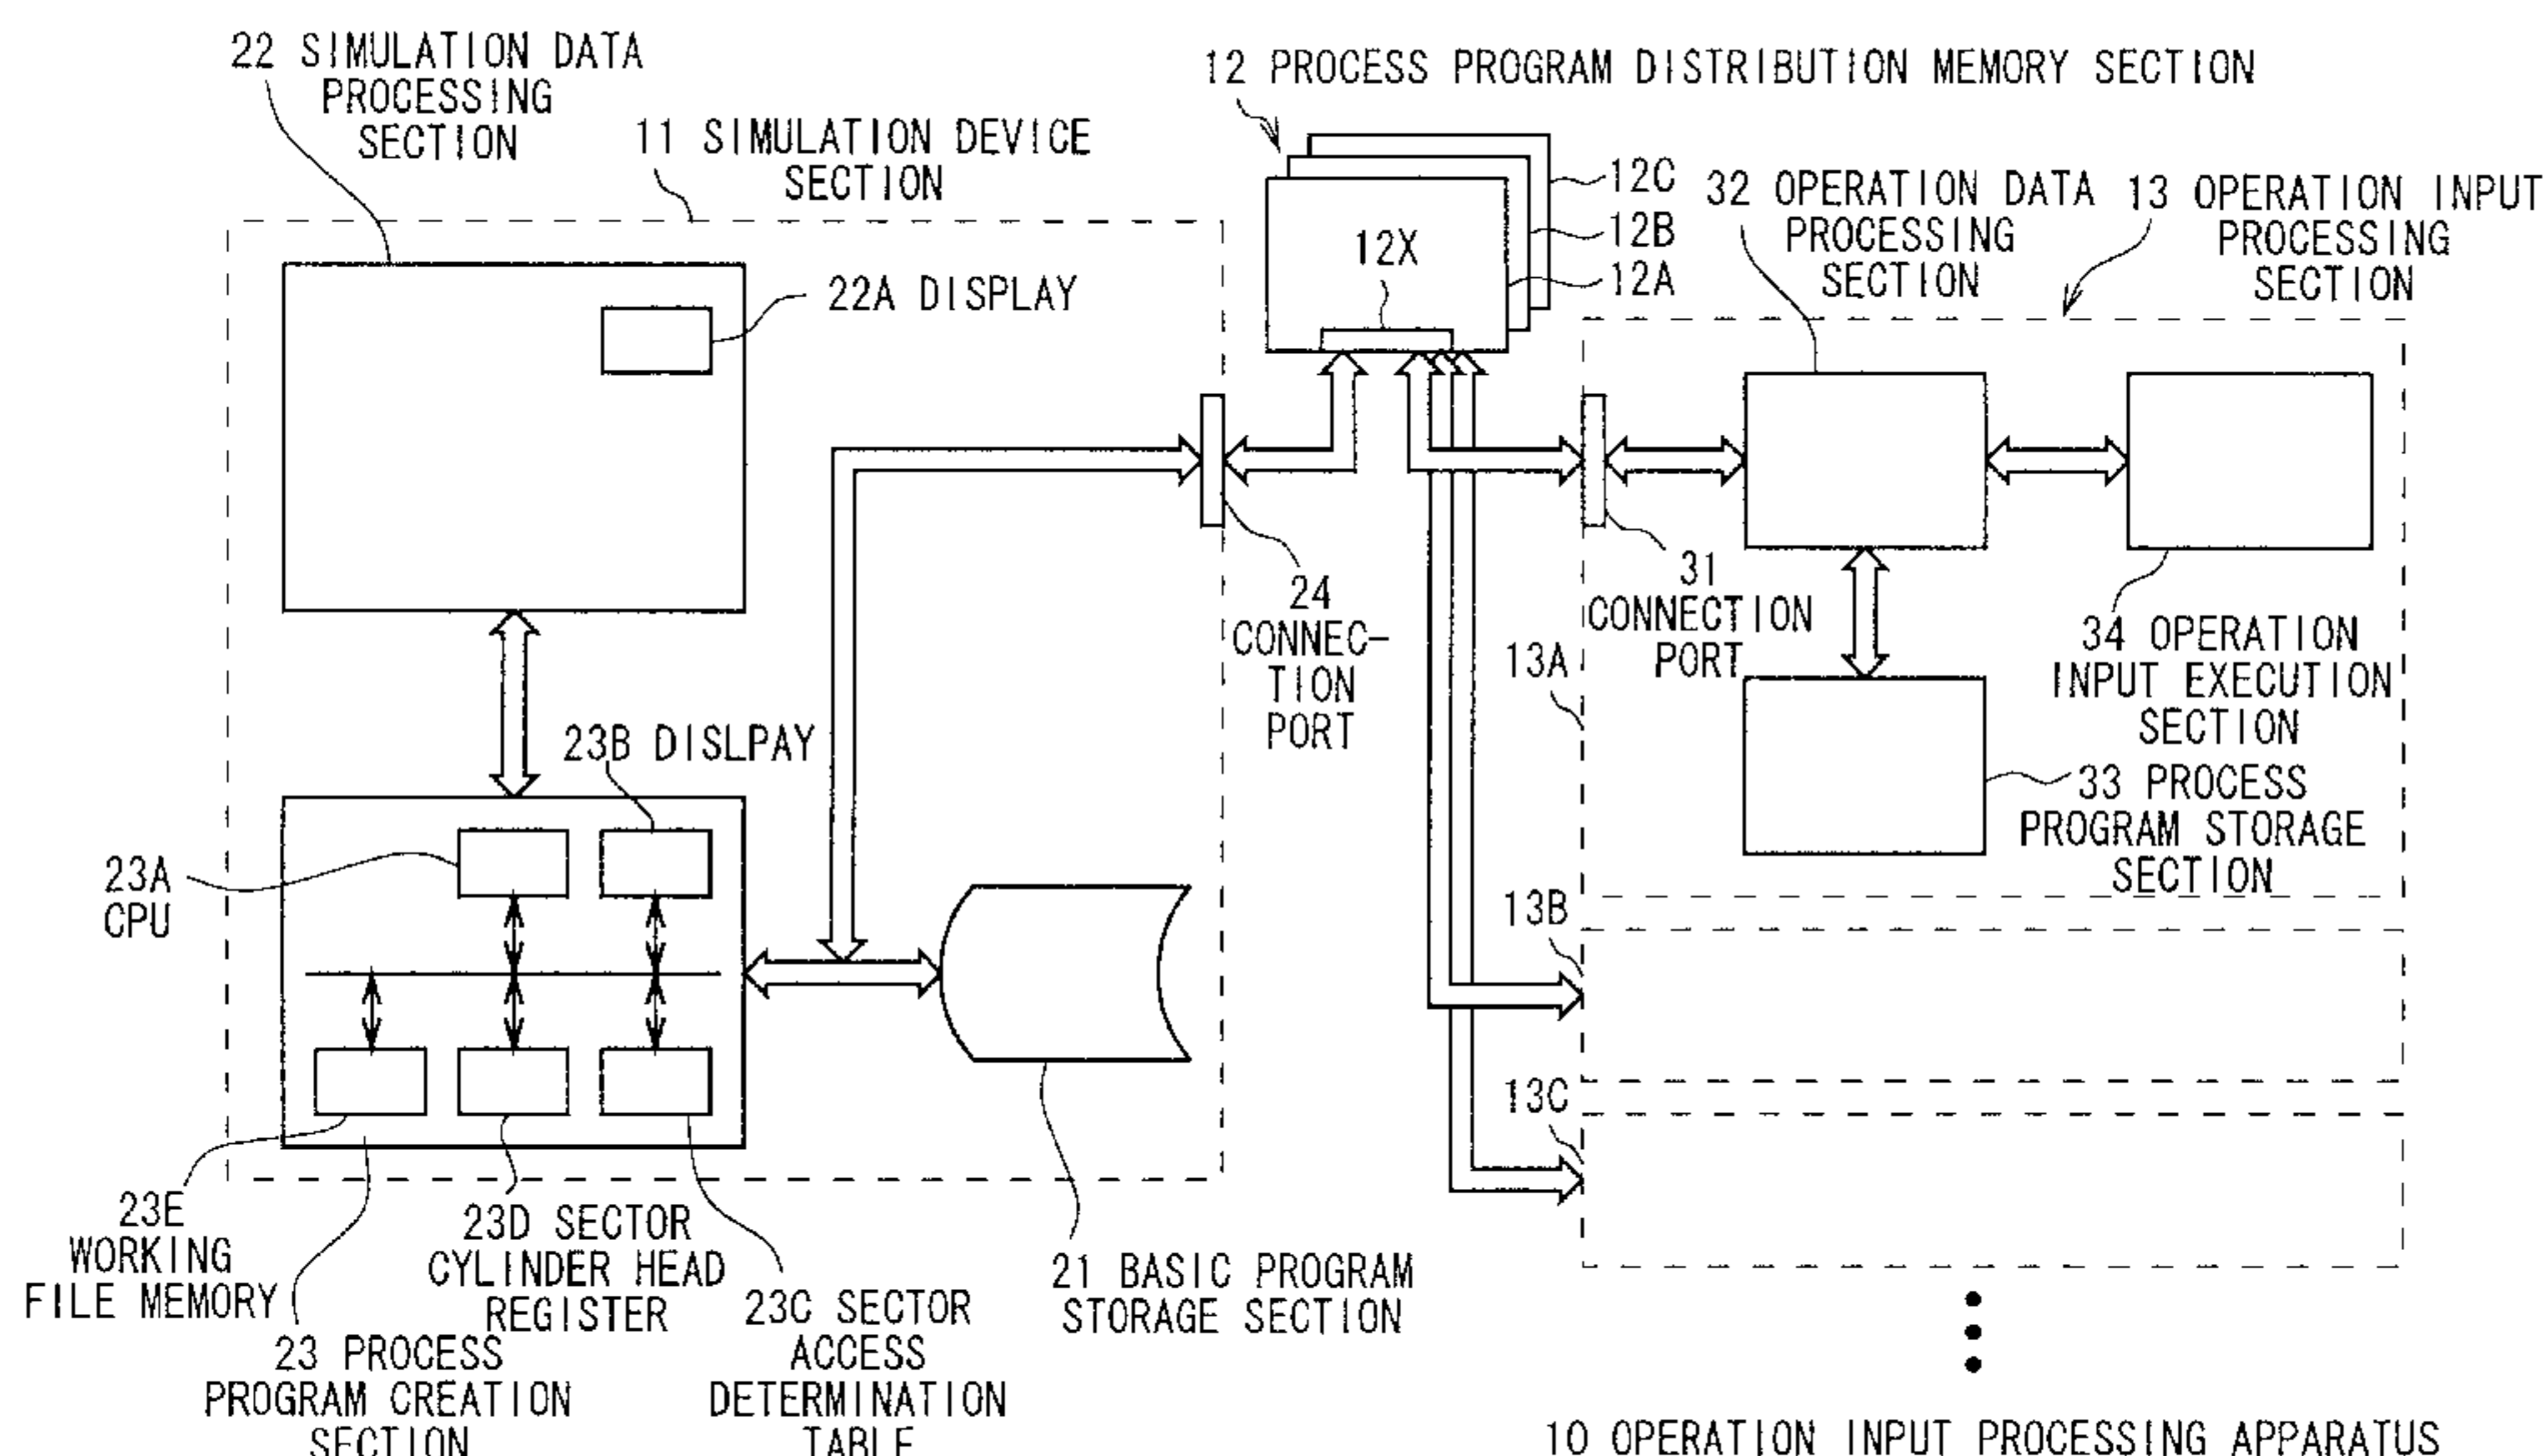 22 SIMULATION DATA
PROCESSING
SECTION
11 SIMULATION DEVICE
SECTION
12 PROCESS PROGRAM DISTRIBUTION MEMORY SECTION
12C
12B
12A
12X
32 OPERATION DATA
PROCESSING
SECTION
13 OPERATION INPUT
PROCESSING
SECTION
22A DISPLAY
24
CONNEC-
TION
PORT
31
CONNECTION
PORT
34 OPERATION
INPUT EXECUTION
SECTION
13A
33 PROCESS
PROGRAM STORAGE
SECTION
23B DISLPAY
23A
CPU
13B
13C
23E
WORKING
FILE MEMORY
23D SECTOR
CYLINDER HEAD
REGISTER
23C SECTOR
ACCESS
DETERMINATION
TABLE
21 BASIC PROGRAM
STORAGE SECTION
23 PROCESS
PROGRAM CREATION
SECTION
10 OPERATION INPUT PROCESSING APPARATUS